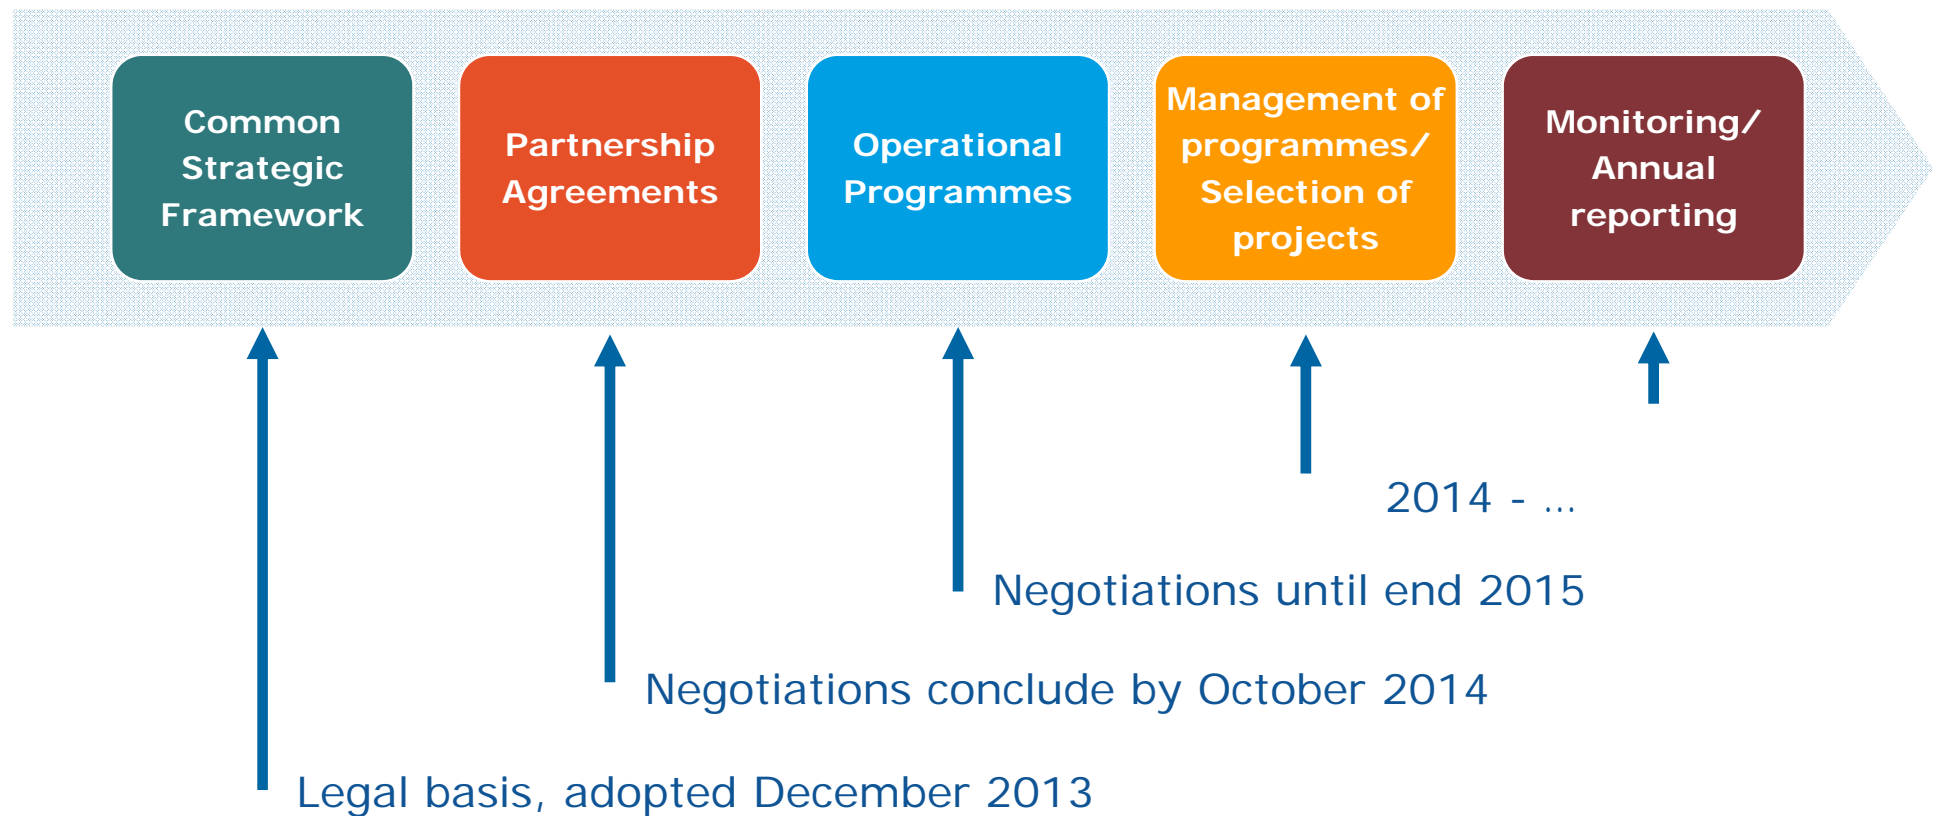 Common
Strategic
Framework
Partnership
Agreements
Operational
Programmes
Management of
programmes/
Selection of
projects
Monitoring/
Annual
reporting
2014 - ...
Negotiations until end 2015
Negotiations conclude by October 2014
Legal basis, adopted December 2013